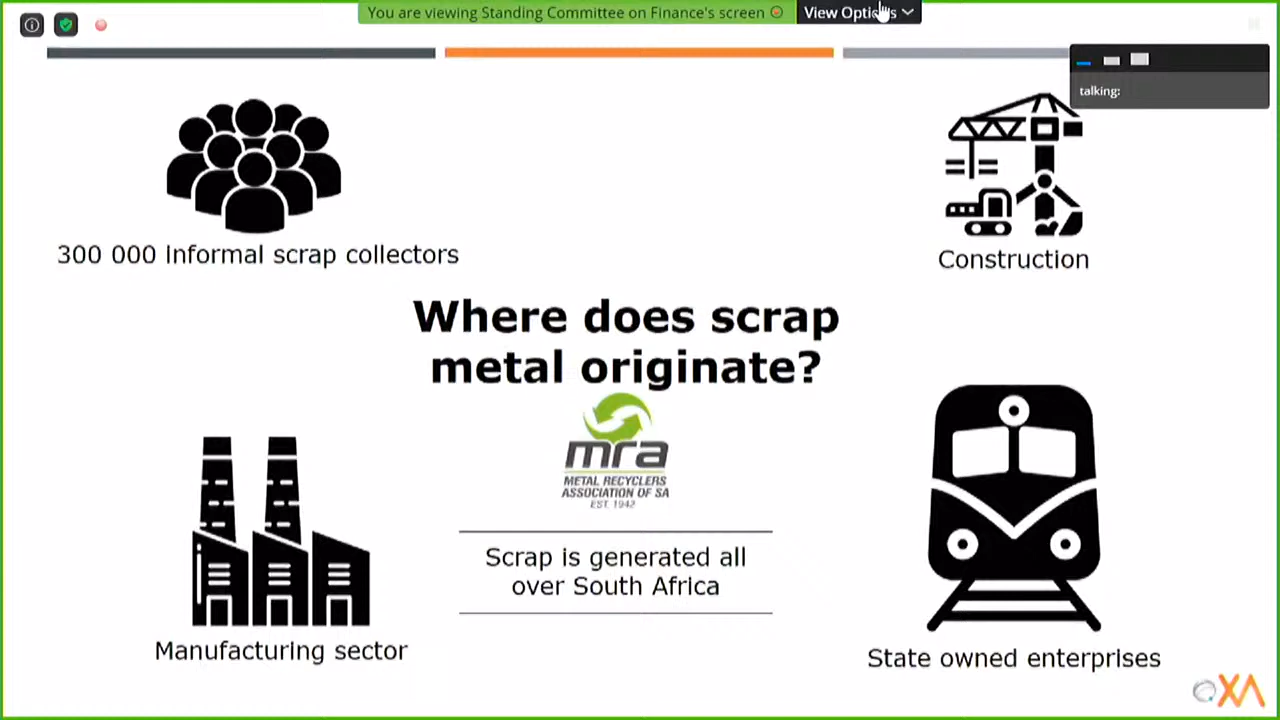 You are viewing Standing Committee on Finance's screen
View Options
talking:
300 000 Informal scrap collectors
Construction
Where does scrap
metal originate?
mra
METAL RECYCLERS
ASSOCIATION OF SA
EST. 1942
Scrap is generated all
over South Africa
Manufacturing sector
State owned enterprises
XA